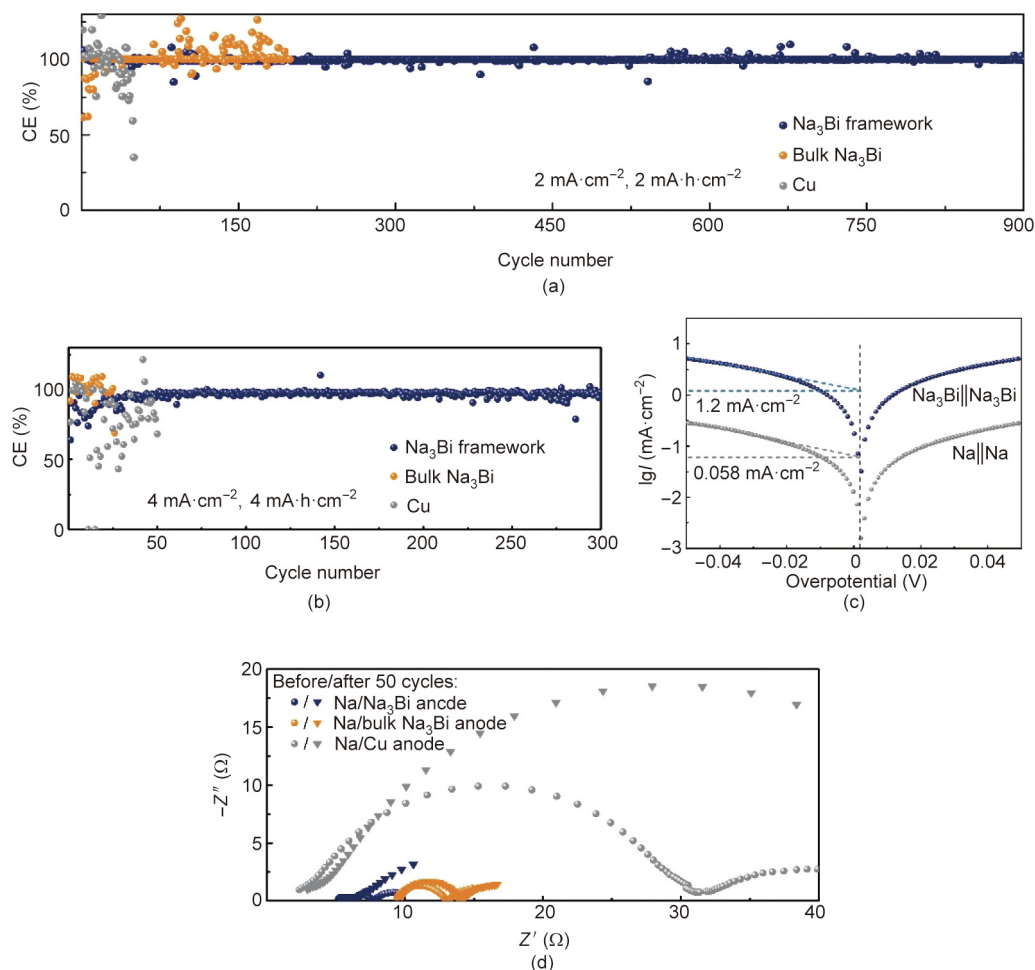 100
50
0
CE (%)
Na₃Bi framework
Bulk Na₃Bi
Cu
2 mA·cm⁻², 2 mA·h·cm⁻²
150 300 450 600 750 900
Cycle number
(a)
100
50
0
CE (%)
Na₃Bi framework
Bulk Na₃Bi
Cu
4 mA·cm⁻², 4 mA·h·cm⁻²
50 100 150 200 250 300
Cycle number
(b)
1
0
−1
−2
−3
lgI (mA·cm⁻²)
1.2 mA·cm⁻²
Na₃Bi||Na₃Bi
0.058 mA·cm⁻²
Na||Na
−0.04 −0.02 0 0.02 0.04
Overpotential (V)
(c)
20
15
10
5
0
−Z″ (Ω)
Before/after 50 cycles:
/ Na/Na₃Bi ancde
/ Na/bulk Na₃Bi anode
/ Na/Cu anode
10 20 30 40
Z′ (Ω)
(d)